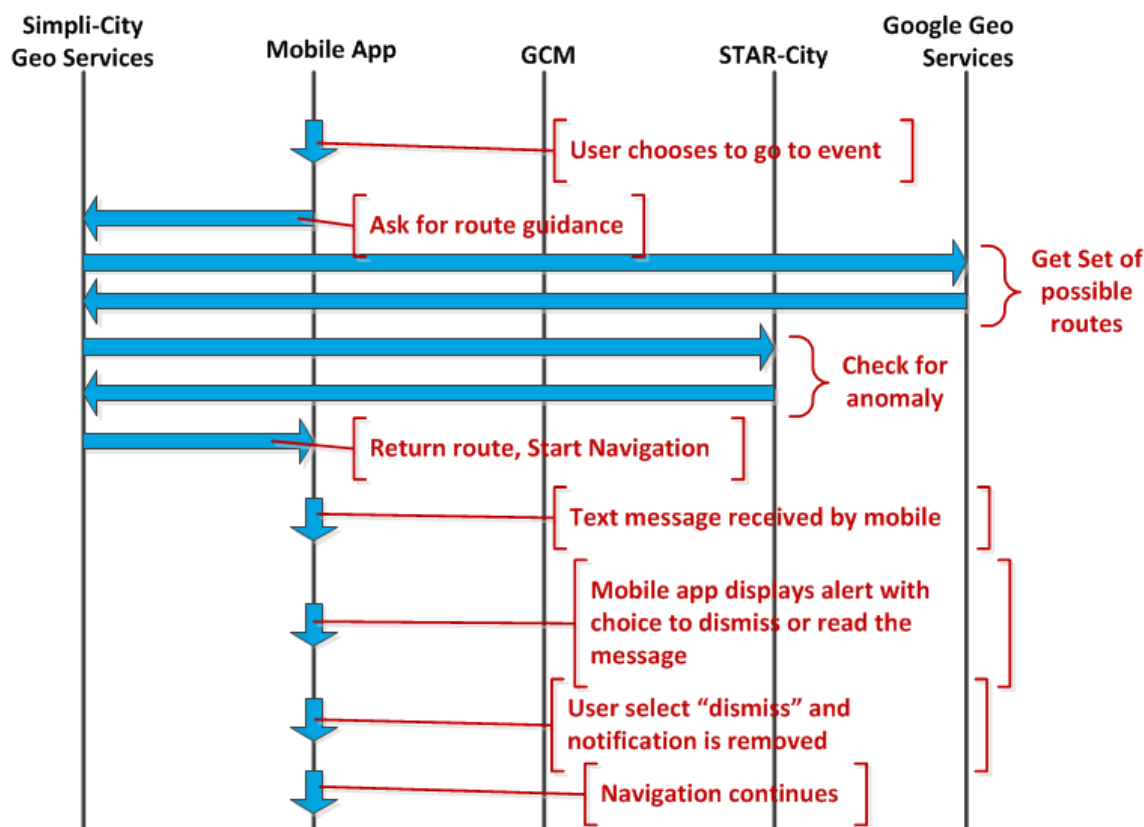 Simpli-City
Geo Services
Mobile App
GCM
STAR-City
Google Geo
Services
User chooses to go to event
Ask for route guidance
Get Set of
possible
routes
Check for
anomaly
Return route, Start Navigation
Text message received by mobile
Mobile app displays alert with
choice to dismiss or read the
message
User select “dismiss” and
notification is removed
Navigation continues